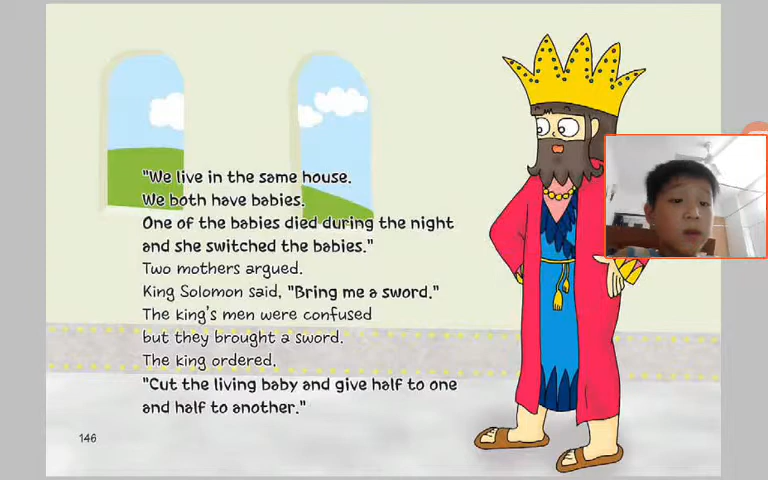 "We live in the same house.
We both have babies.
One of the babies died during the night
and she switched the babies."
Two mothers argued.
King Solomon said, "Bring me a sword."
The king's men were confused
but they brought a sword.
The king ordered.
"Cut the living baby and give half to one
and half to another."
146